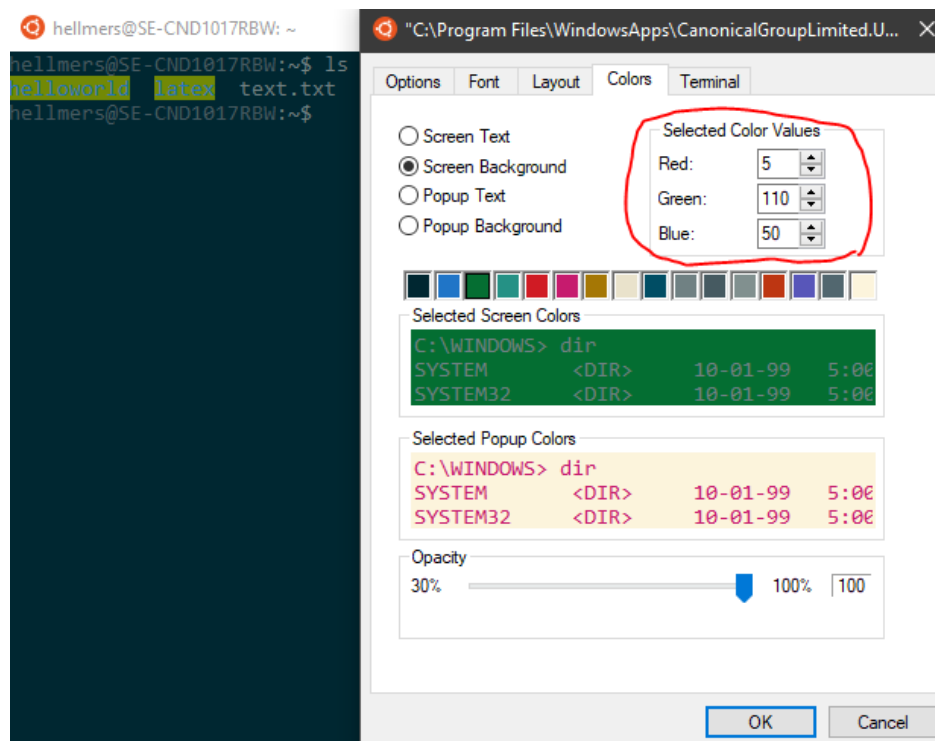 hellmers@SE-CND1017RBW: ~
hellmers@SE-CND1017RBW:~$ ls
helloworld latex text.txt
hellmers@SE-CND1017RBW:~$
"C:\Program Files\WindowsApps\CanonicalGroupLimited.U...
Options Font Layout Colors Terminal
Screen Text
Screen Background
Popup Text
Popup Background
Selected Color Values
Red: 5
Green: 110
Blue: 50
Selected Screen Colors
C:\WINDOWS> dir
SYSTEM <DIR> 10-01-99 5:00
SYSTEM32 <DIR> 10-01-99 5:00
Selected Popup Colors
C:\WINDOWS> dir
SYSTEM <DIR> 10-01-99 5:00
SYSTEM32 <DIR> 10-01-99 5:00
Opacity
30% 100% 100
OK Cancel